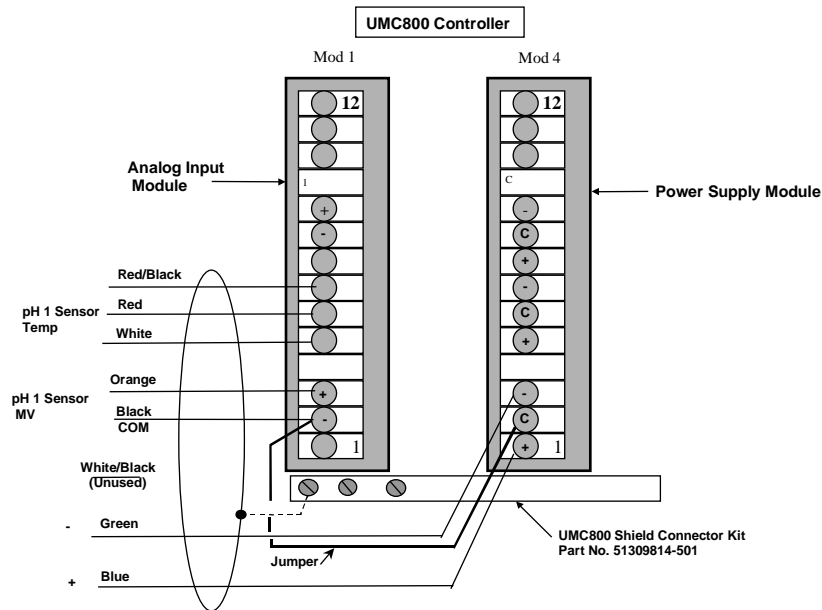 UMC800 Controller
Mod 1
Mod 4
12
12
Analog Input
Module
I
C
Power Supply Module
+
-
-
C
+
Red/Black
-
pH 1 Sensor
Temp
Red
C
White
+
Orange
+
-
pH 1 Sensor
MV
Black
COM
-
C
1
+
1
White/Black
(Unused)
-
Green
UMC800 Shield Connector Kit
Part No. 51309814-501
Jumper
+
Blue